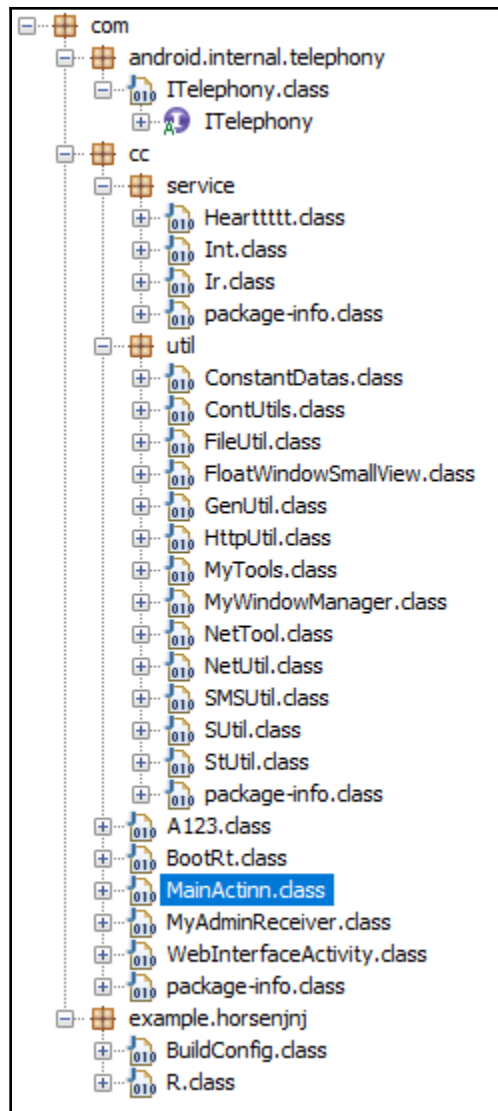 com
android.internal.telephony
ITelephony.class
ITelephony
cc
service
Hearttttt.class
Int.class
Ir.class
package-info.class
util
ConstantDatas.class
ContUtils.class
FileUtil.class
FloatWindowSmallView.class
GenUtil.class
HttpUtil.class
MyTools.class
MyWindowManager.class
NetTool.class
NetUtil.class
SMSUtil.class
SUtil.class
StUtil.class
package-info.class
A123.class
BootRt.class
MainActinn.class
MyAdminReceiver.class
WebInterfaceActivity.class
package-info.class
example.horsenjnj
BuildConfig.class
R.class